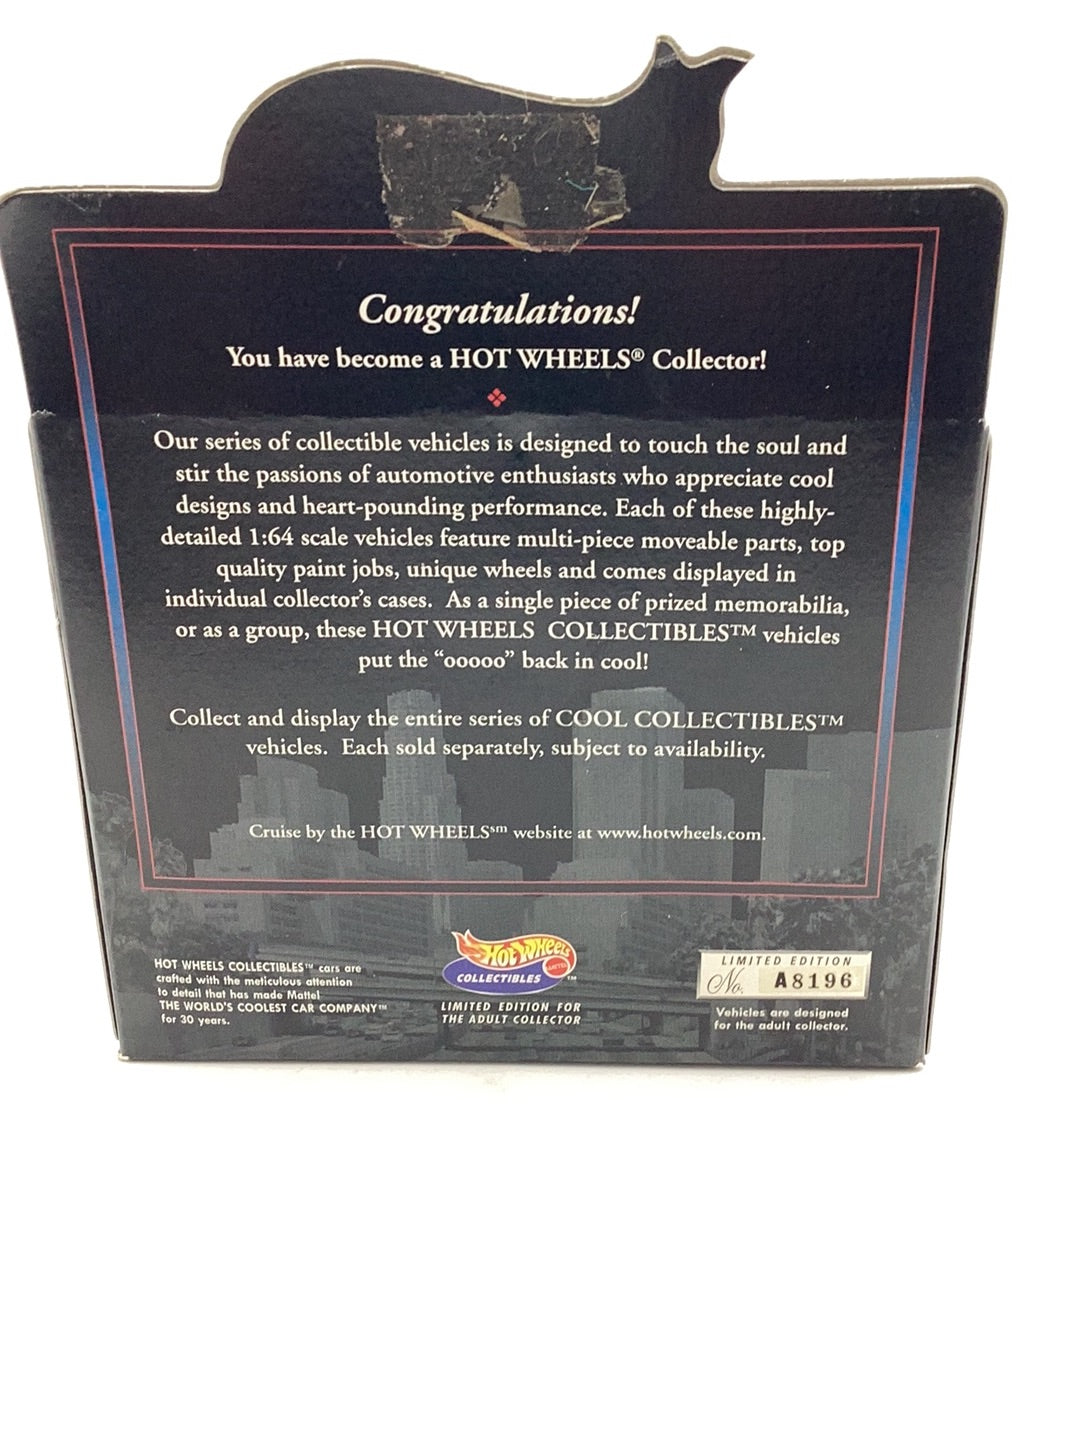 Congratulations!
You have become a HOT WHEELS® Collector!
Our series of collectible vehicles is designed to touch the soul and
stir the passions of automotive enthusiasts who appreciate cool
designs and heart-pounding performance. Each of these highly-
detailed 1:64 scale vehicles feature multi-piece moveable parts, top
quality paint jobs, unique wheels and comes displayed in
individual collector's cases. As a single piece of prized memorabilia,
or as a group, these HOT WHEELS COLLECTIBLES™ vehicles
put the “ooooo” back in cool!
Collect and display the entire series of COOL COLLECTIBLES™
vehicles. Each sold separately, subject to availability.
Cruise by the HOT WHEELS℠ website at www.hotwheels.com.
HOT WHEELS COLLECTIBLES™ cars are
crafted with the meticulous attention
to detail that has made Mattel
THE WORLD'S COOLEST CAR COMPANY™
for 30 years.
Hot Wheels
MATTEL
COLLECTIBLES™
LIMITED EDITION FOR
THE ADULT COLLECTOR
LIMITED EDITION
No. A8196
Vehicles are designed
for the adult collector.